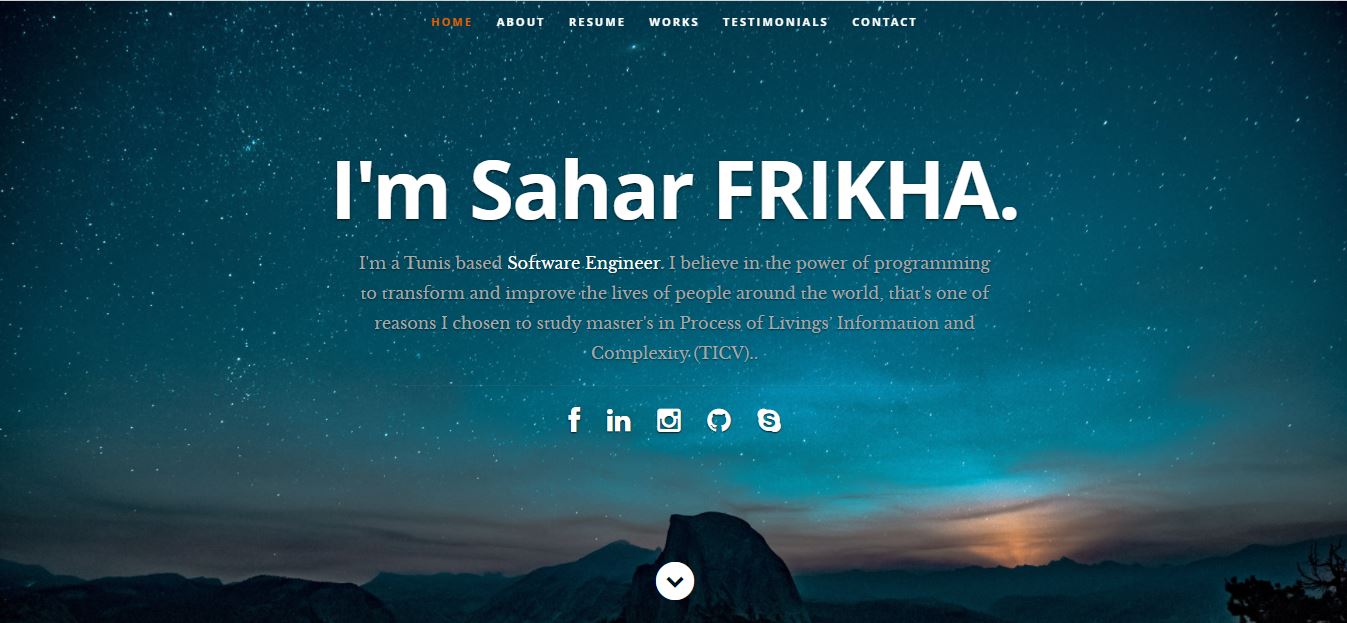 HOME ABOUT RESUME WORKS TESTIMONIALS CONTACT
I'm Sahar FRIKHA.
I'm a Tunis based Software Engineer. I believe in the power of programming
to transform and improve the lives of people around the world, that's one of
reasons I chosen to study master's in Process of Livings' Information and
Complexity (TICV)..